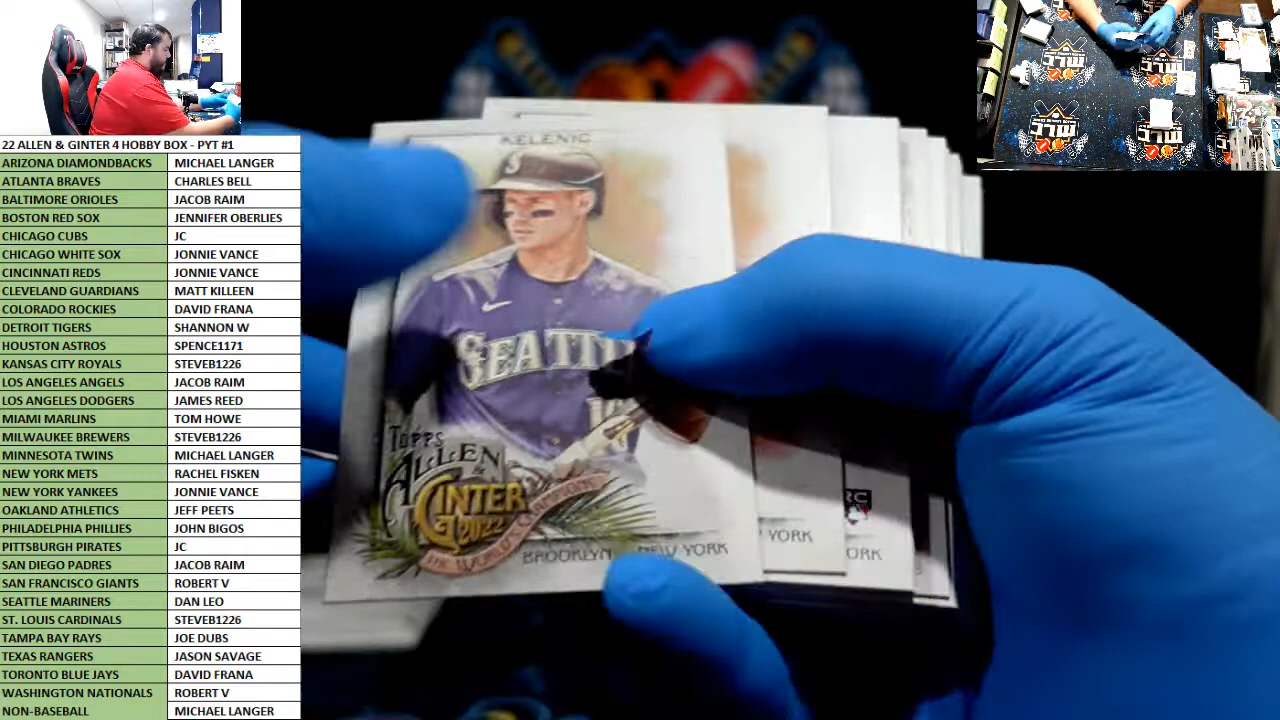 22 ALLEN & GINTER 4 HOBBY BOX - PYT #1
ARIZONA DIAMONDBACKS MICHAEL LANGER
ATLANTA BRAVES CHARLES BELL
BALTIMORE ORIOLES JACOB RAIM
BOSTON RED SOX JENNIFER OBERLIES
CHICAGO CUBS JC
CHICAGO WHITE SOX JONNIE VANCE
CINCINNATI REDS JONNIE VANCE
CLEVELAND GUARDIANS MATT KILLEEN
COLORADO ROCKIES DAVID FRANA
DETROIT TIGERS SHANNON W
HOUSTON ASTROS SPENCE1171
KANSAS CITY ROYALS STEVEB1226
LOS ANGELES ANGELS JACOB RAIM
LOS ANGELES DODGERS JAMES REED
MIAMI MARLINS TOM HOWE
MILWAUKEE BREWERS STEVEB1226
MINNESOTA TWINS MICHAEL LANGER
NEW YORK METS RACHEL FISKEN
NEW YORK YANKEES JONNIE VANCE
OAKLAND ATHLETICS JEFF PEETS
PHILADELPHIA PHILLIES JOHN BIGOS
PITTSBURGH PIRATES JC
SAN DIEGO PADRES JACOB RAIM
SAN FRANCISCO GIANTS ROBERT V
SEATTLE MARINERS DAN LEO
ST. LOUIS CARDINALS STEVEB1226
TAMPA BAY RAYS JOE DUBS
TEXAS RANGERS JASON SAVAGE
TORONTO BLUE JAYS DAVID FRANA
WASHINGTON NATIONALS ROBERT V
NON-BASEBALL MICHAEL LANGER
KELENIC
S
SEATTL
TOPPS
ALLEN
&
GINTER
2022
THE WORLD'S CHAMPIONS
BROOKLYN NEW YORK
YORK
RC
ORK